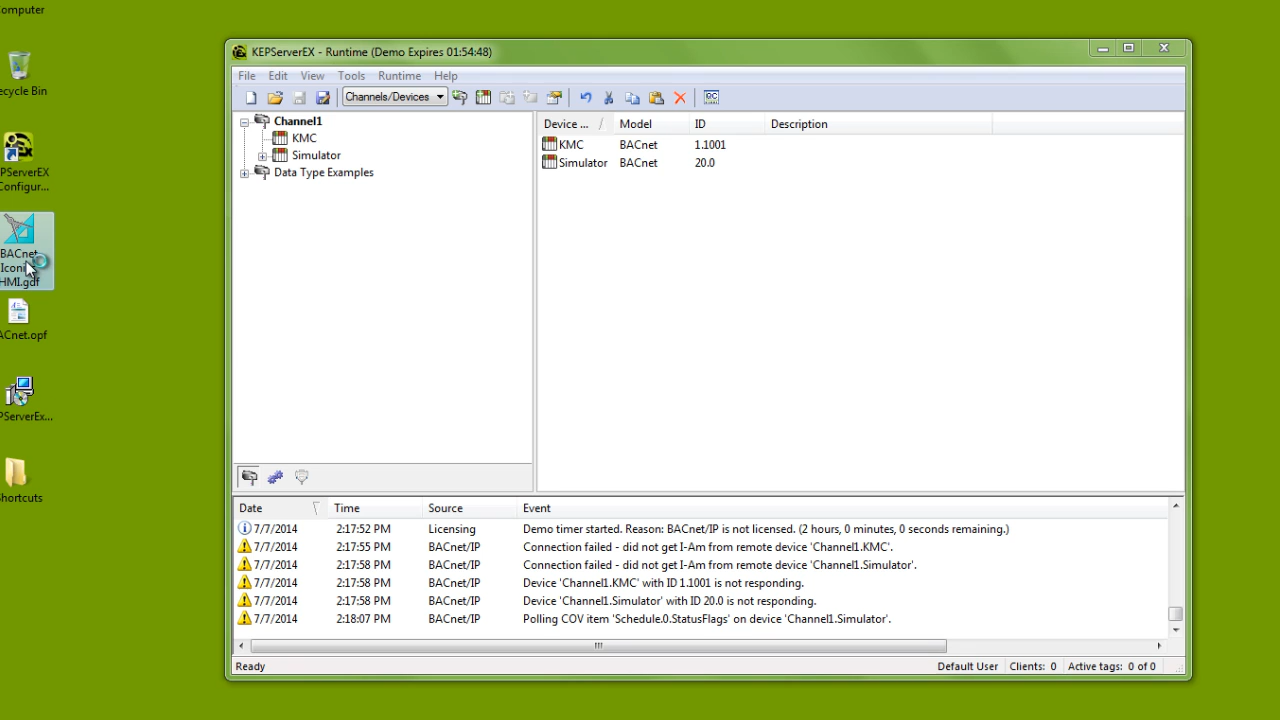 Computer
ecycle Bin
PServerEX
Configur...
BACnet
Iconi
HMI.gdf
ACnet.opf
PServerEx...
Shortcuts
KEPServerEX - Runtime (Demo Expires 01:54:48)
File Edit View Tools Runtime Help
Channels/Devices
Channel1
KMC
Simulator
Data Type Examples
Device ... Model ID Description
KMC BACnet 1.1001
Simulator BACnet 20.0
Date Time Source Event
7/7/2014 2:17:52 PM Licensing Demo timer started. Reason: BACnet/IP is not licensed. (2 hours, 0 minutes, 0 seconds remaining.)
7/7/2014 2:17:55 PM BACnet/IP Connection failed - did not get I-Am from remote device 'Channel1.KMC'.
7/7/2014 2:17:58 PM BACnet/IP Connection failed - did not get I-Am from remote device 'Channel1.Simulator'.
7/7/2014 2:17:58 PM BACnet/IP Device 'Channel1.KMC' with ID 1.1001 is not responding.
7/7/2014 2:17:58 PM BACnet/IP Device 'Channel1.Simulator' with ID 20.0 is not responding.
7/7/2014 2:18:07 PM BACnet/IP Polling COV item 'Schedule.0.StatusFlags' on device 'Channel1.Simulator'.
Ready Default User Clients: 0 Active tags: 0 of 0